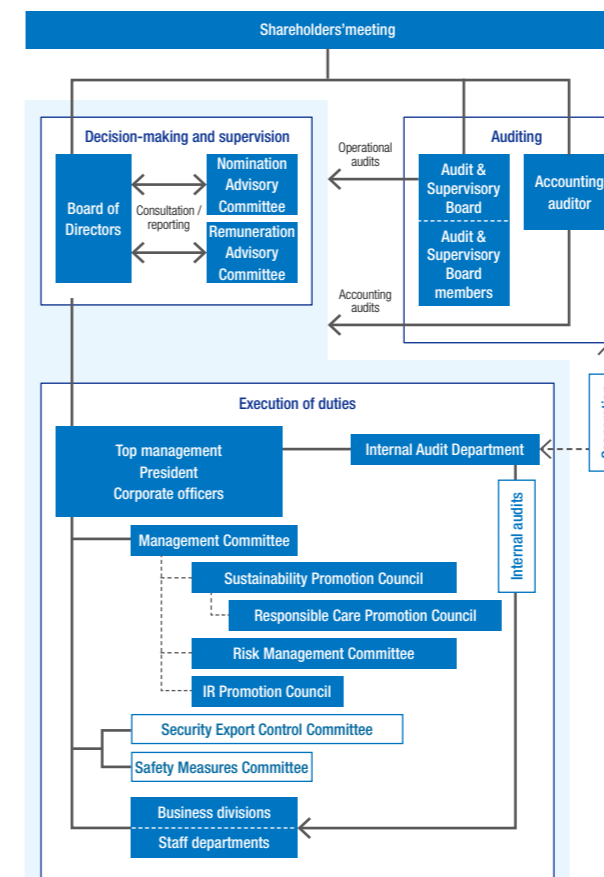 Shareholders'meeting
Decision-making and supervision
Board of
Directors
Consultation /
reporting
Nomination
Advisory
Committee
Remuneration
Advisory
Committee
Operational
audits
Accounting
audits
Auditing
Audit &
Supervisory
Board
Audit &
Supervisory
Board
members
Accounting
auditor
Execution of duties
Top management
President
Corporate officers
Internal Audit Department
Internal audits
Management Committee
Sustainability Promotion Council
Responsible Care Promotion Council
Risk Management Committee
IR Promotion Council
Security Export Control Committee
Safety Measures Committee
Business divisions
Staff departments